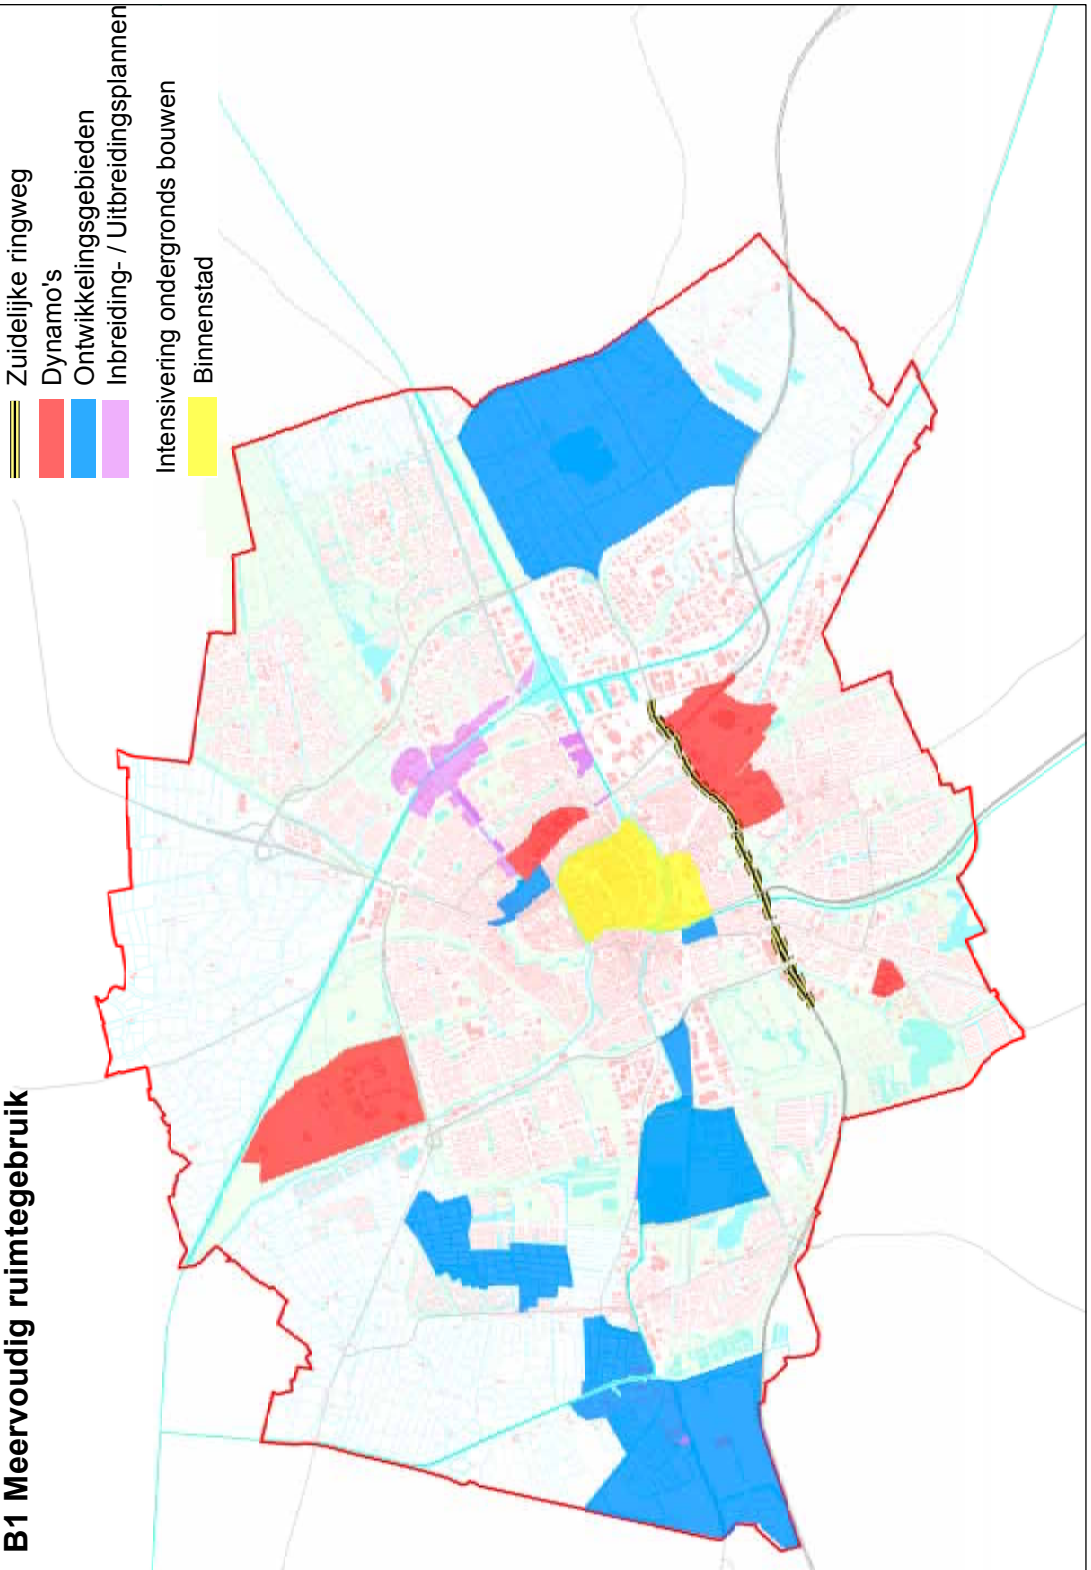 B1 Meervoudig ruimtegebruik
Zuidelijke ringweg
Dynamo's
Ontwikkelingsgebieden
Inbreiding- / Uitbreidingsplannen
Intensivering ondergronds bouwen
Binnenstad